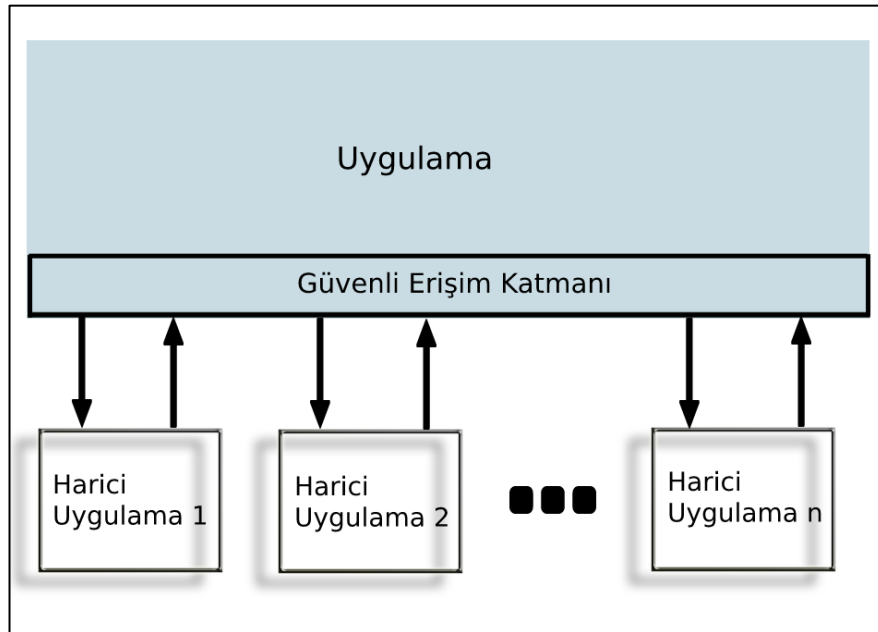 Uygulama
Güvenli Erişim Katmanı
Harici
Uygulama 1
Harici
Uygulama 2
Harici
Uygulama n